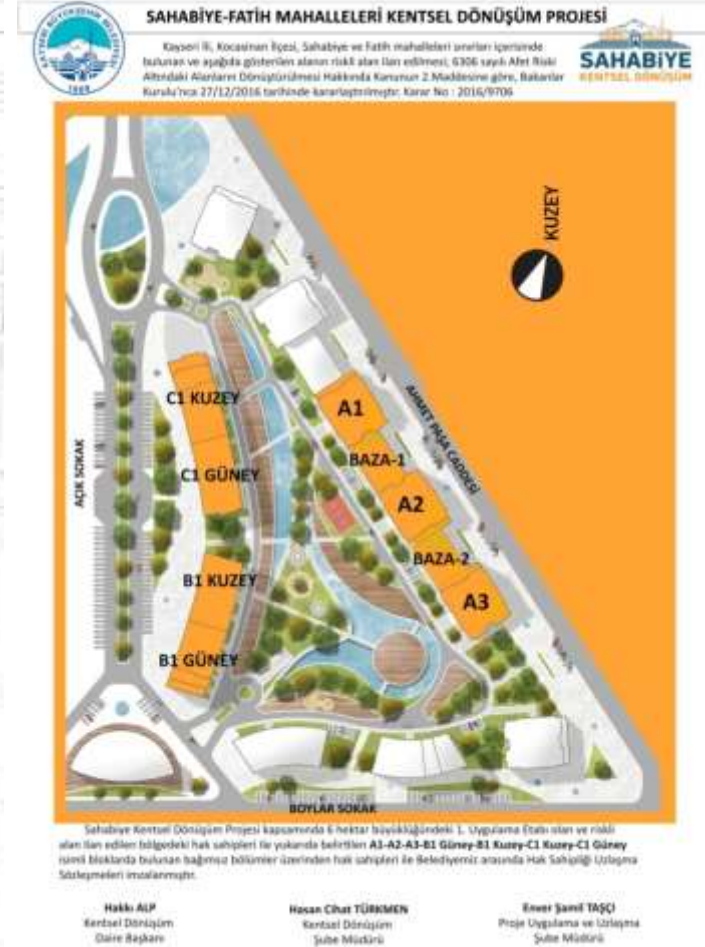 SAHABİYE-FATİH MAHALLELERİ KENTSEL DÖNÜŞÜM PROJESİ
Kayseri İli, Kocasinan İlçesi, Sahabiye ve Fatih mahalleleri sınırları içerisinde
bulunan ve aşağıda gösterilen alanın riskli alan ilan edilmesi; 6306 sayılı Afet Riski
Altındaki Alanların Dönüştürülmesi Hakkında Kanunun 2.Maddesine göre, Bakanlar
Kurulu'nca 27/12/2016 tarihinde kararlaştırılmıştır. Karar No : 2016/9706
SAHABİYE
KENTSEL DÖNÜŞÜM
KUZEY
C1 KUZEY
A1
AHMET PAŞA CADDESİ
AÇIK SOKAK
C1 GÜNEY
BAZA-1
A2
BAZA-2
B1 KUZEY
A3
B1 GÜNEY
BOYLAR SOKAK
Sahabiye Kentsel Dönüşüm Projesi kapsamında 6 hektar büyüklüğündeki 1. Uygulama Etabı olan ve riskli
alan ilan edilen bölgedeki hak sahipleri ile yukarıda belirtilen A1-A2-A3-B1 Güney-B1 Kuzey-C1 Kuzey-C1 Güney
isimli bloklarda bulunan bağımsız bölümler üzerinden hak sahipleri ile Belediyemiz arasında Hak Sahipliği Uzlaşma
Sözleşmeleri imzalanmıştır.
Hakkı ALP
Kentsel Dönüşüm
Daire Başkanı
Hasan Cihat TÜRKMEN
Kentsel Dönüşüm
Şube Müdürü
Enver Şamil TAŞÇI
Proje Uygulama ve Uzlaşma
Şube Müdürü